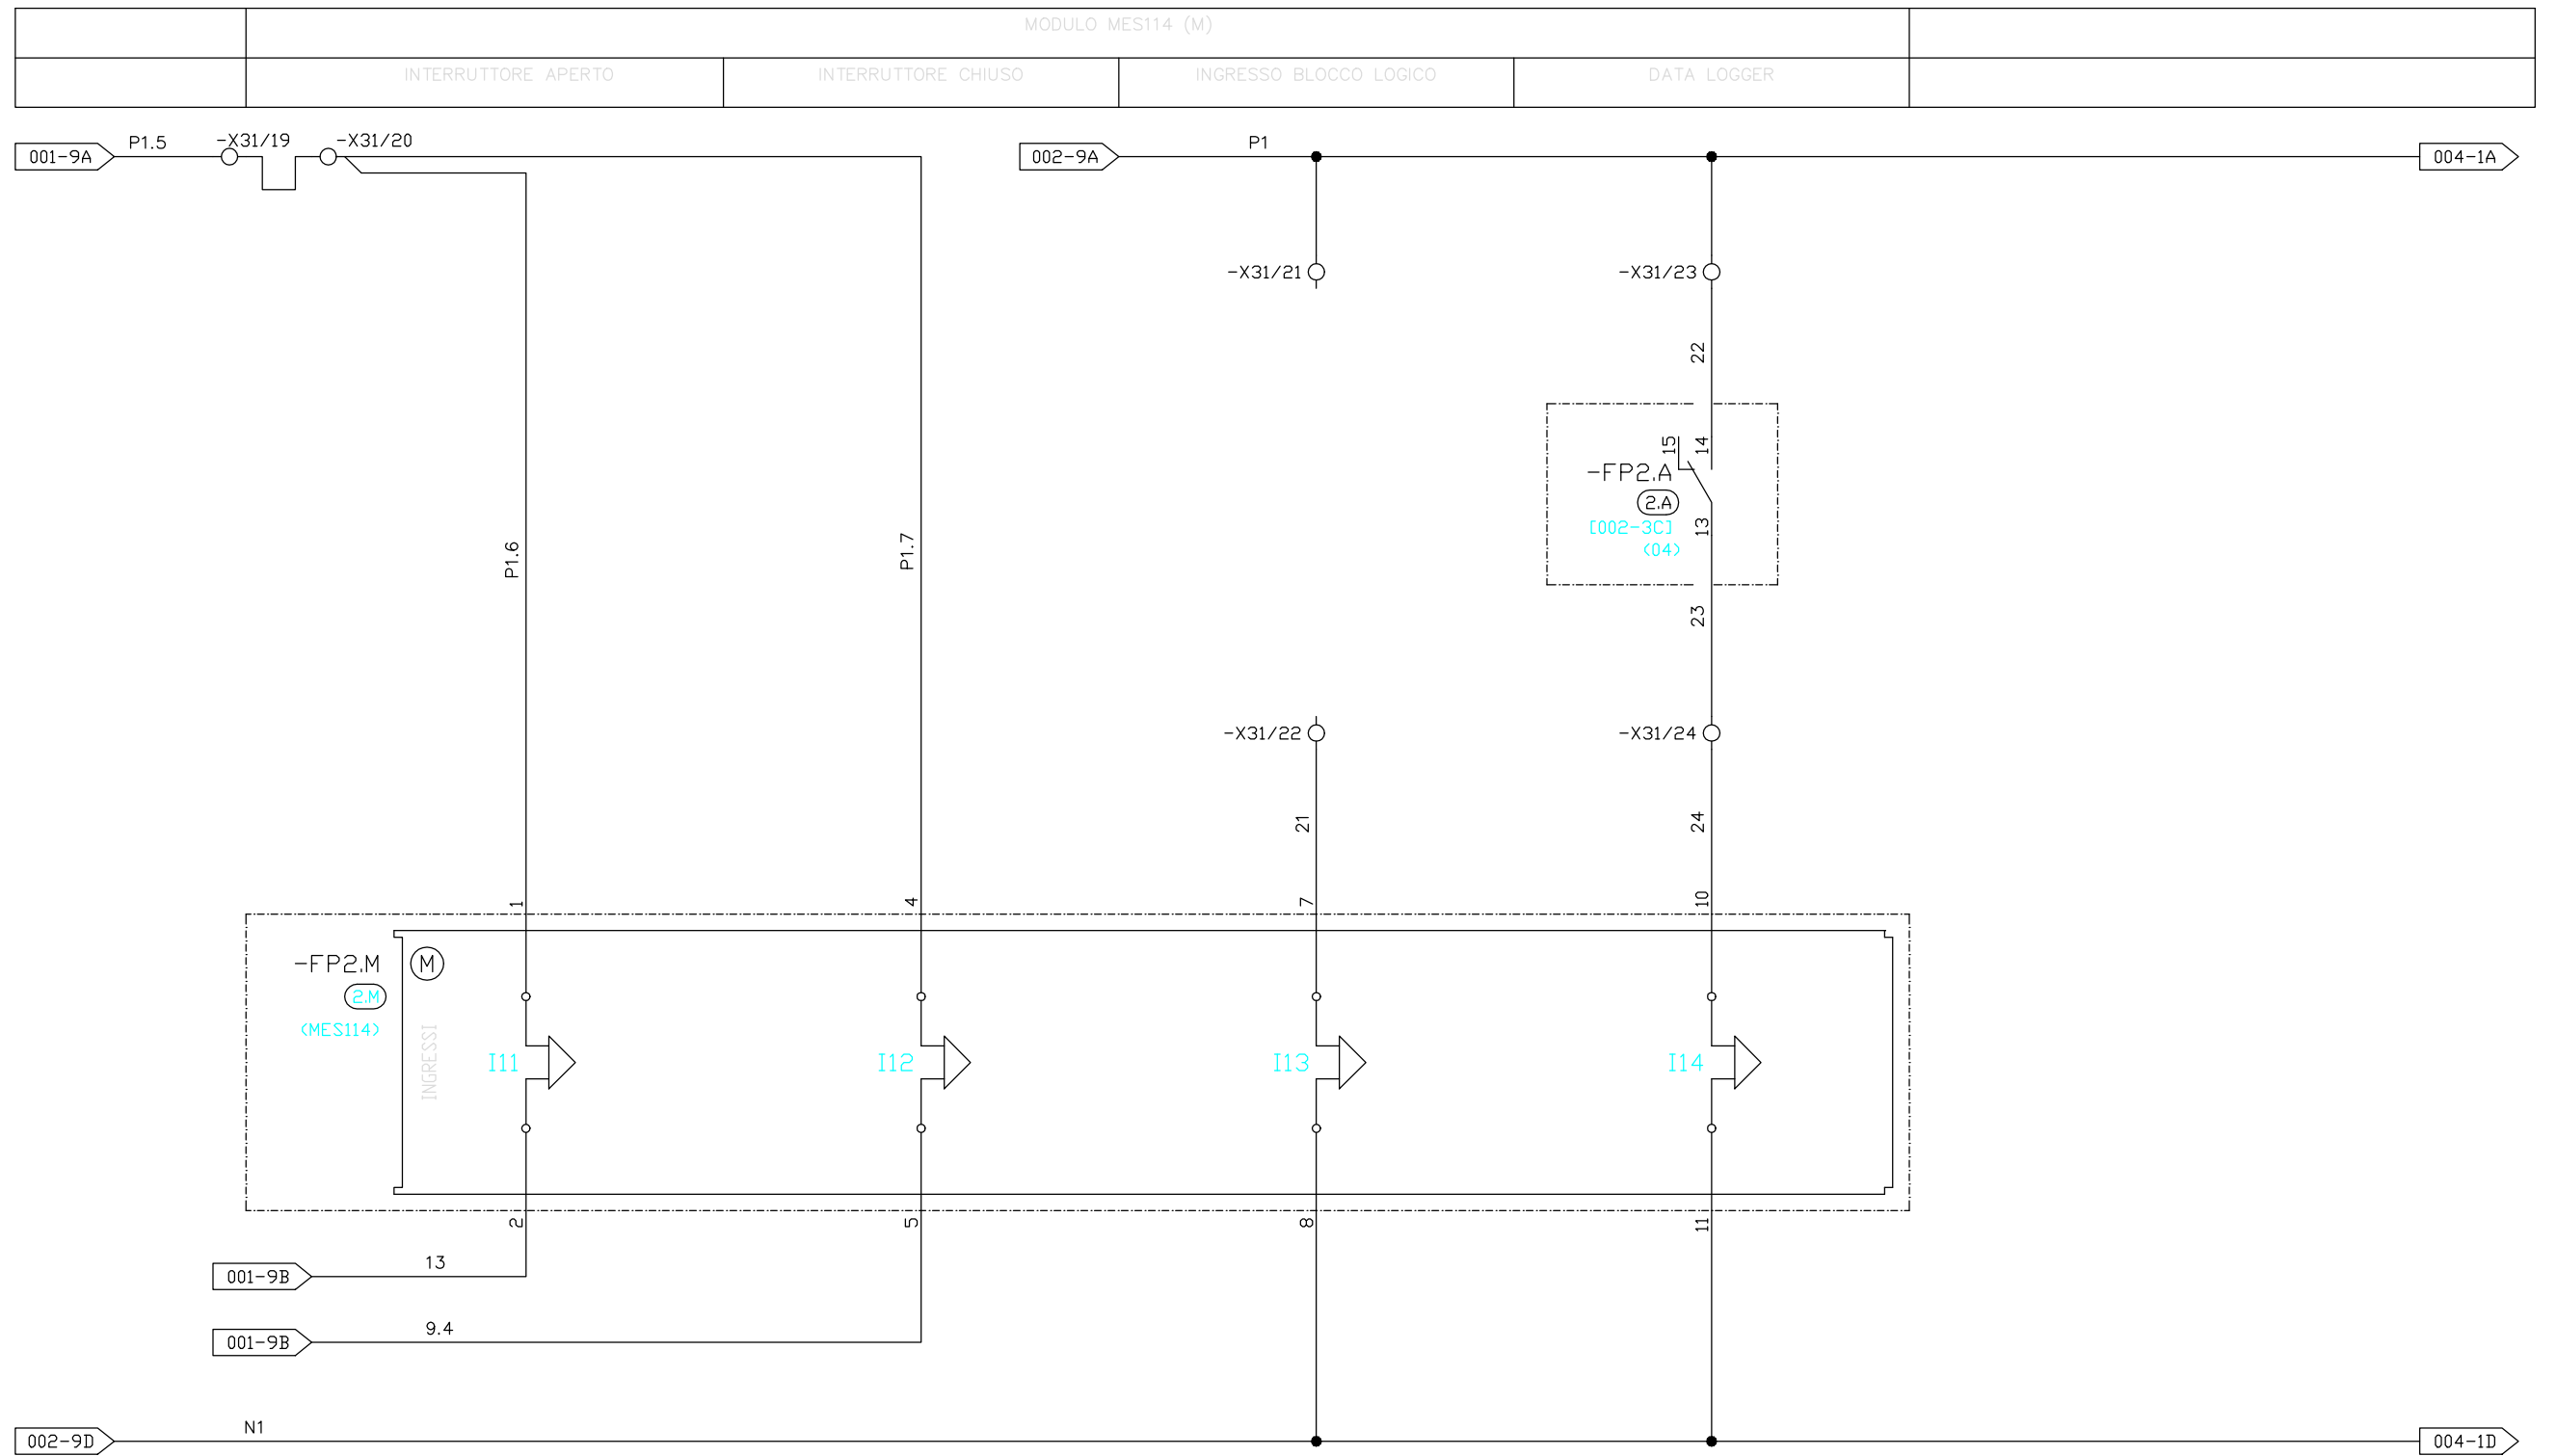 MODULO MES114 (M)
INTERRUTTORE APERTO
INTERRUTTORE CHIUSO
INGRESSO BLOCCO LOGICO
DATA LOGGER
001-9A
P1.5
-X31/19
-X31/20
002-9A
P1
004-1A
-X31/21
-X31/23
22
15
14
-FP2.A
2.A
[002-3C]
(04)
13
P1.6
P1.7
23
-X31/22
-X31/24
21
24
1
4
7
10
-FP2.M
M
2.M
(MES114)
INGRESSI
I11
I12
I13
I14
2
5
8
11
001-9B
13
001-9B
9.4
002-9D
N1
004-1D